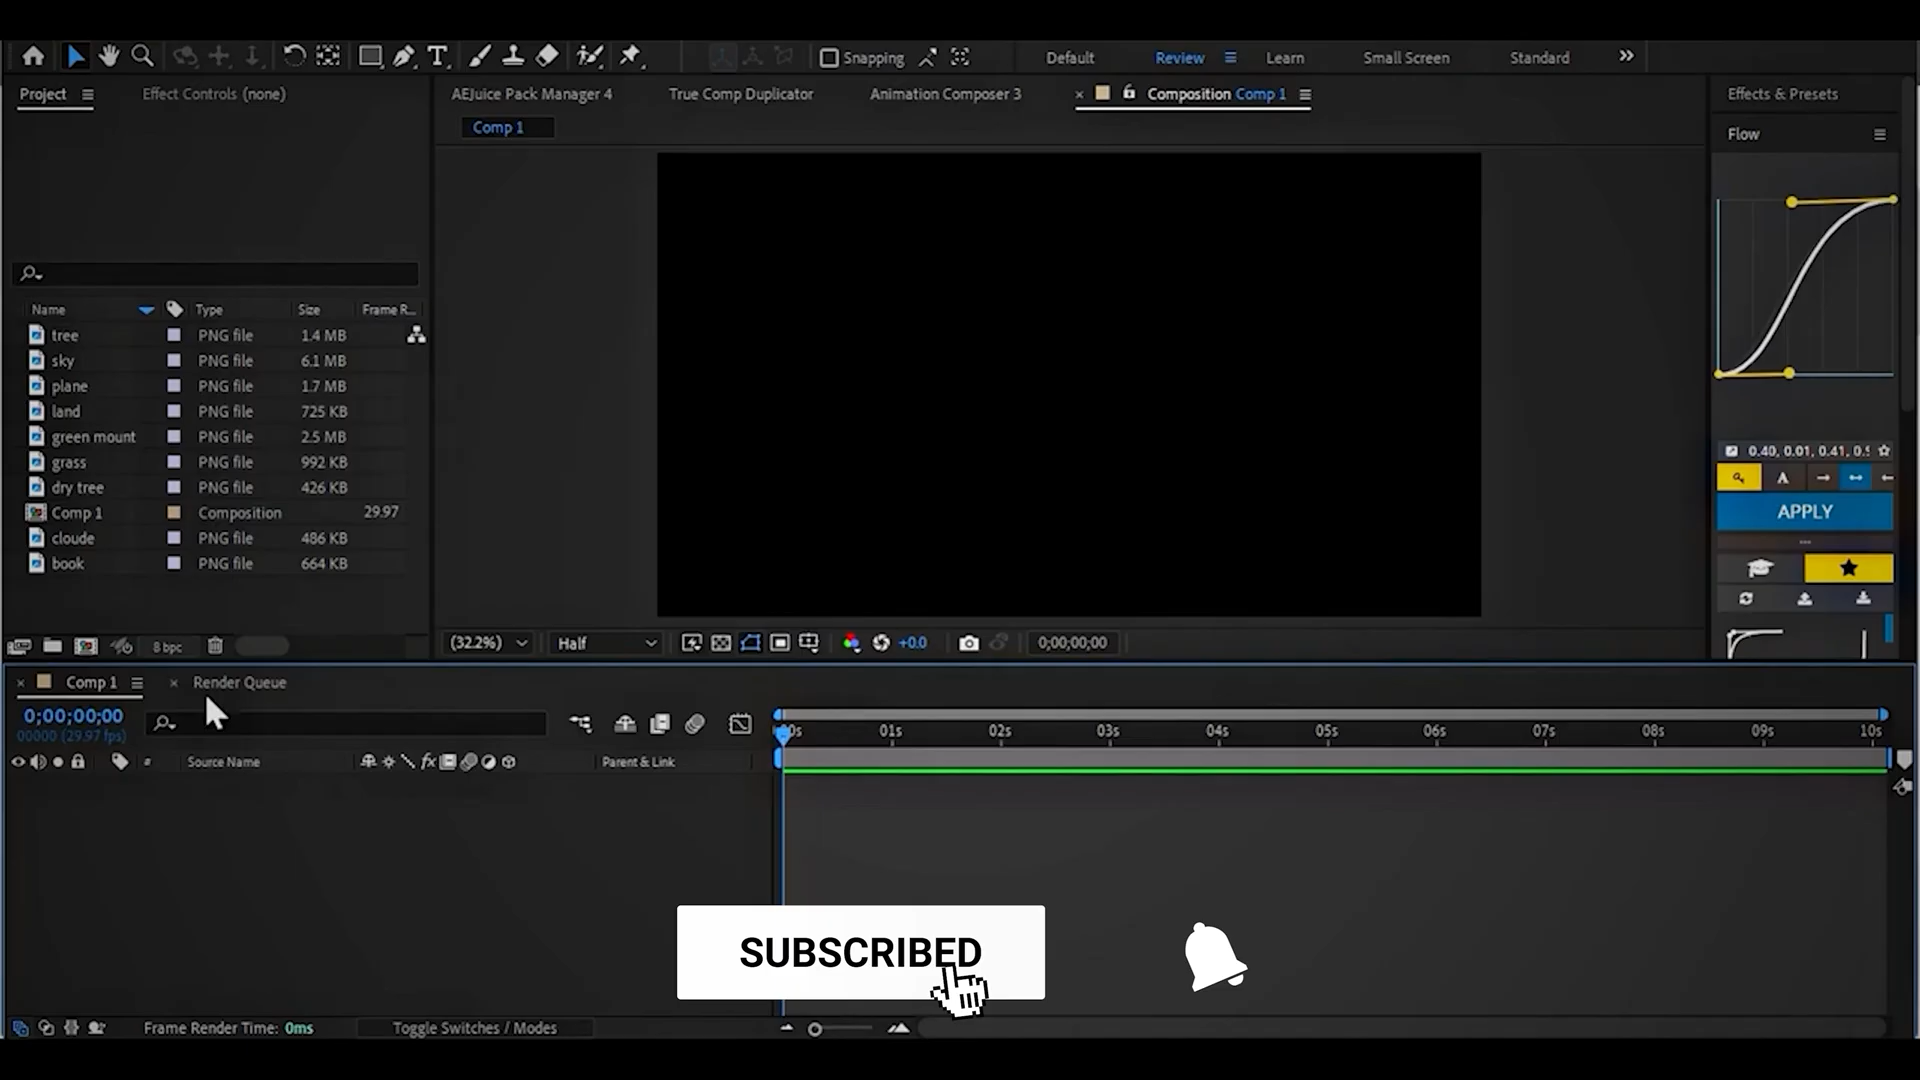 Snapping
Default
Review
Learn
Small Screen
Standard
Project
Effect Controls (none)
AEJuice Pack Manager 4
True Comp Duplicator
Animation Composer 3
Composition Comp 1
Effects & Presets
Comp 1
Flow
Name Type Size Frame R...
tree PNG file 1.4 MB
sky PNG file 6.1 MB
plane PNG file 1.7 MB
land PNG file 725 KB
green mount PNG file 2.5 MB
grass PNG file 992 KB
dry tree PNG file 426 KB
Comp 1 Composition 29.97
cloude PNG file 486 KB
book PNG file 664 KB
0.40, 0.01, 0.41,
APPLY
8 bpc
(32.2%)
Half
+0.0
0;00;00;00
Comp 1
Render Queue
0;00;00;00
00000 (29.97 fps)
01s 02s 03s 04s 05s 06s 07s 08s 09s 10s
# Source Name
fx
Parent & Link
SUBSCRIBED
Frame Render Time: 0ms
Toggle Switches / Modes